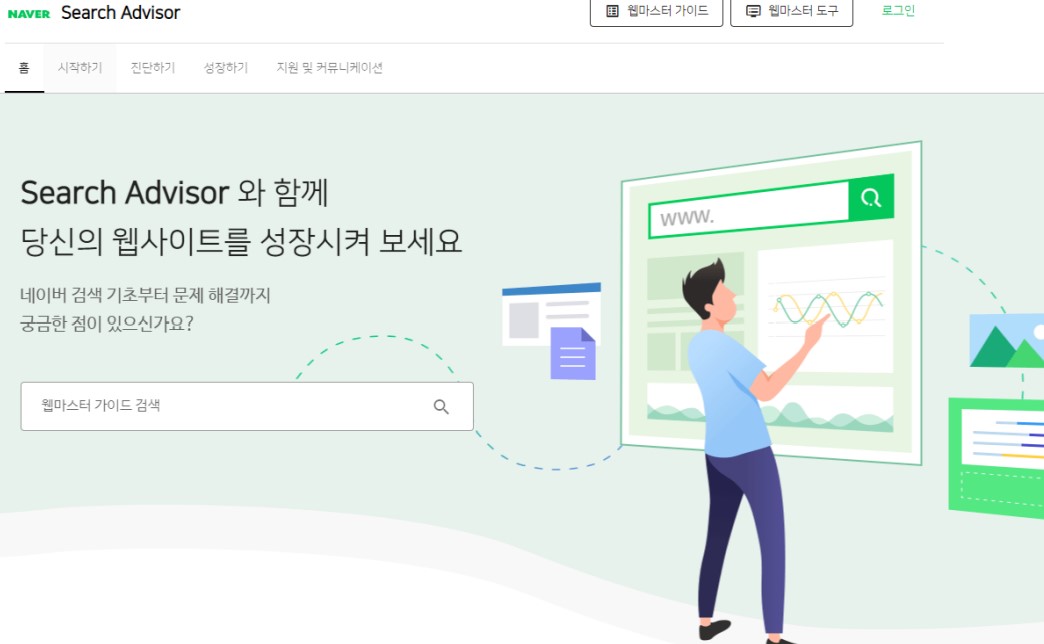 NAVER Search Advisor
웹마스터 가이드 웹마스터 도구 로그인
홈 시작하기 진단하기 성장하기 지원 및 커뮤니케이션
Search Advisor 와 함께
당신의 웹사이트를 성장시켜 보세요
네이버 검색 기초부터 문제 해결까지
궁금한 점이 있으신가요?
웹마스터 가이드 검색
www.